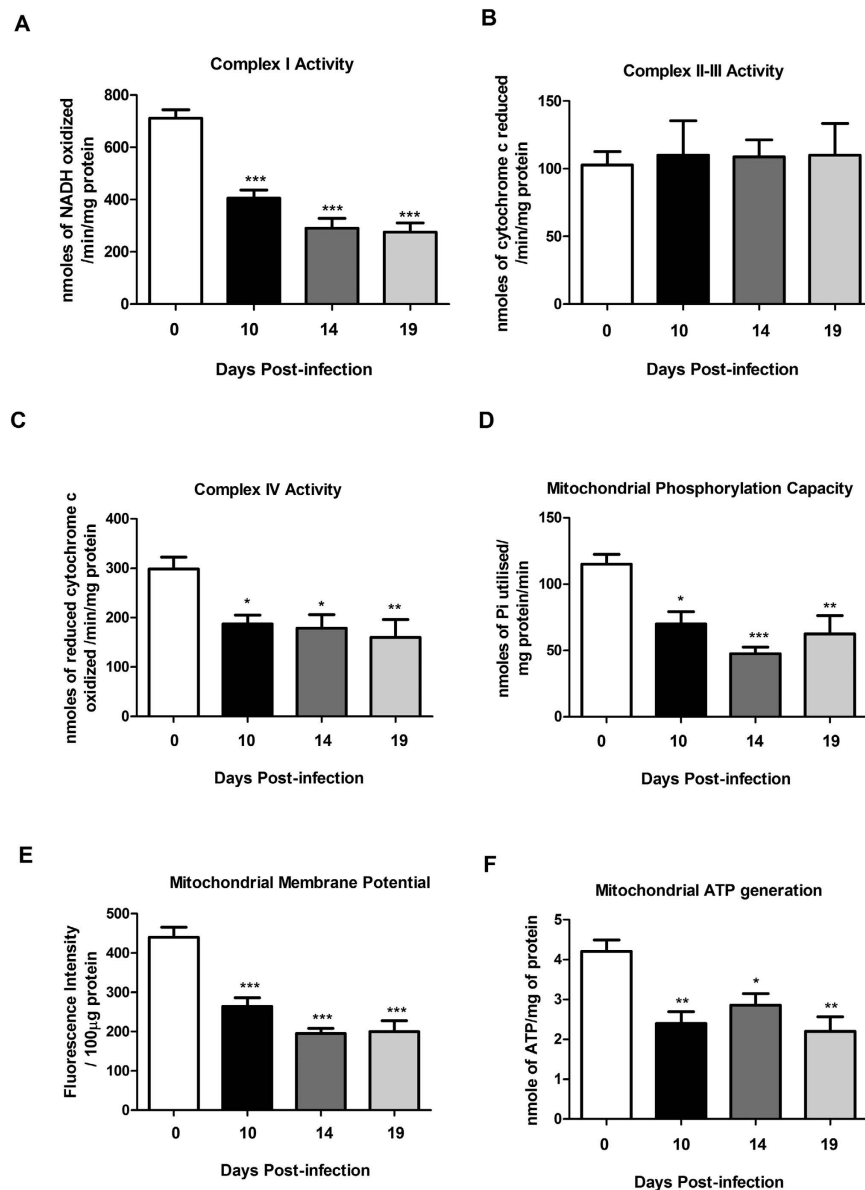 A
Complex I Activity
nmoles of NADH oxidized
/min/mg protein
800
600
400
200
0
***
***
***
0 10 14 19
Days Post-infection
B
Complex II-III Activity
nmoles of cytochrome c reduced
/min/mg protein
150
100
50
0
0 10 14 19
Days Post-infection
C
Complex IV Activity
nmoles of reduced cytochrome c
oxidized /min/mg protein
400
300
200
100
0
*
*
**
0 10 14 19
Days Post-infection
D
Mitochondrial Phosphorylation Capacity
nmoles of Pi utilised/
mg protein/min
150
100
50
0
*
***
**
0 10 14 19
Days Post-infection
E
Mitochondrial Membrane Potential
Fluorescence Intensity
/ 100μg protein
500
400
300
200
100
0
***
***
***
0 10 14 19
Days Post-infection
F
Mitochondrial ATP generation
nmole of ATP/mg of protein
5
4
3
2
1
0
**
*
**
0 10 14 19
Days Post-infection